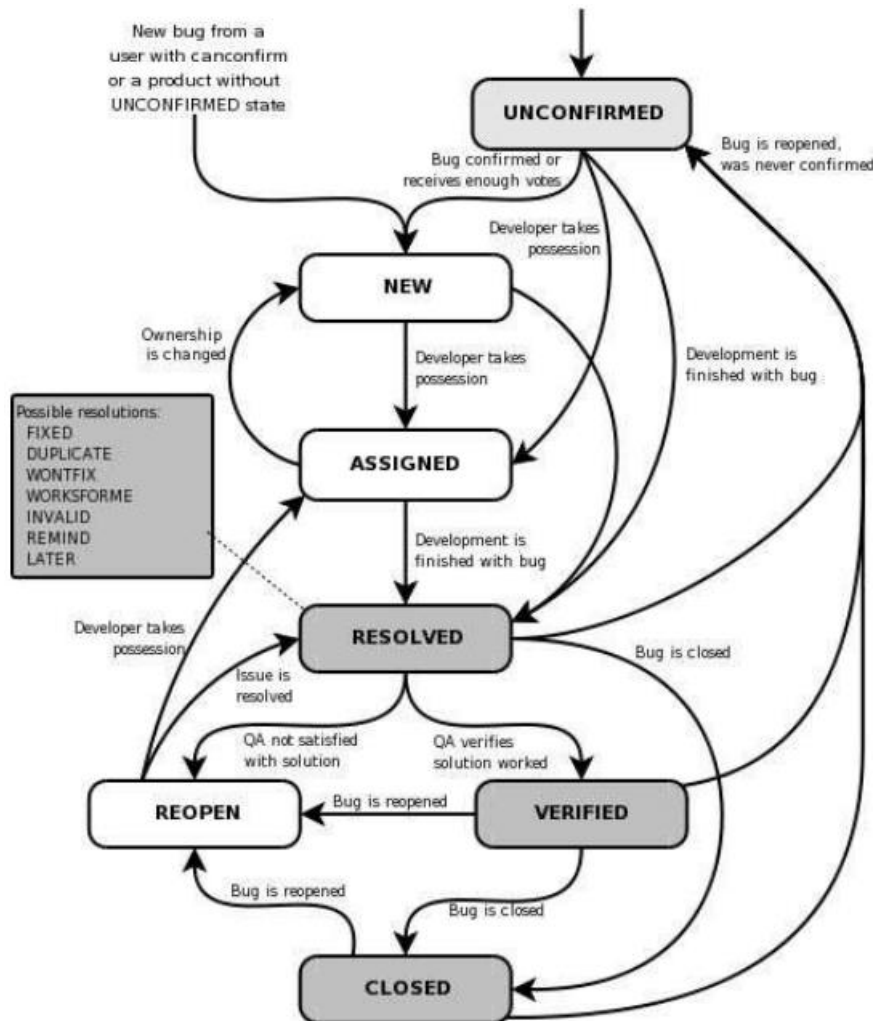 New bug from a
user with canconfirm
or a product without
UNCONFIRMED state
UNCONFIRMED
Bug confirmed or
receives enough votes
Bug is reopened,
was never confirmed
Developer takes
possession
NEW
Ownership
is changed
Developer takes
possession
Development is
finished with bug
Possible resolutions:
FIXED
DUPLICATE
WONTFIX
WORKSFORME
INVALID
REMIND
LATER
ASSIGNED
Development is
finished with bug
RESOLVED
Developer takes
possession
Issue is
resolved
Bug is closed
QA not satisfied
with solution
QA verifies
solution worked
REOPEN
Bug is reopened
VERIFIED
Bug is reopened
Bug is closed
CLOSED